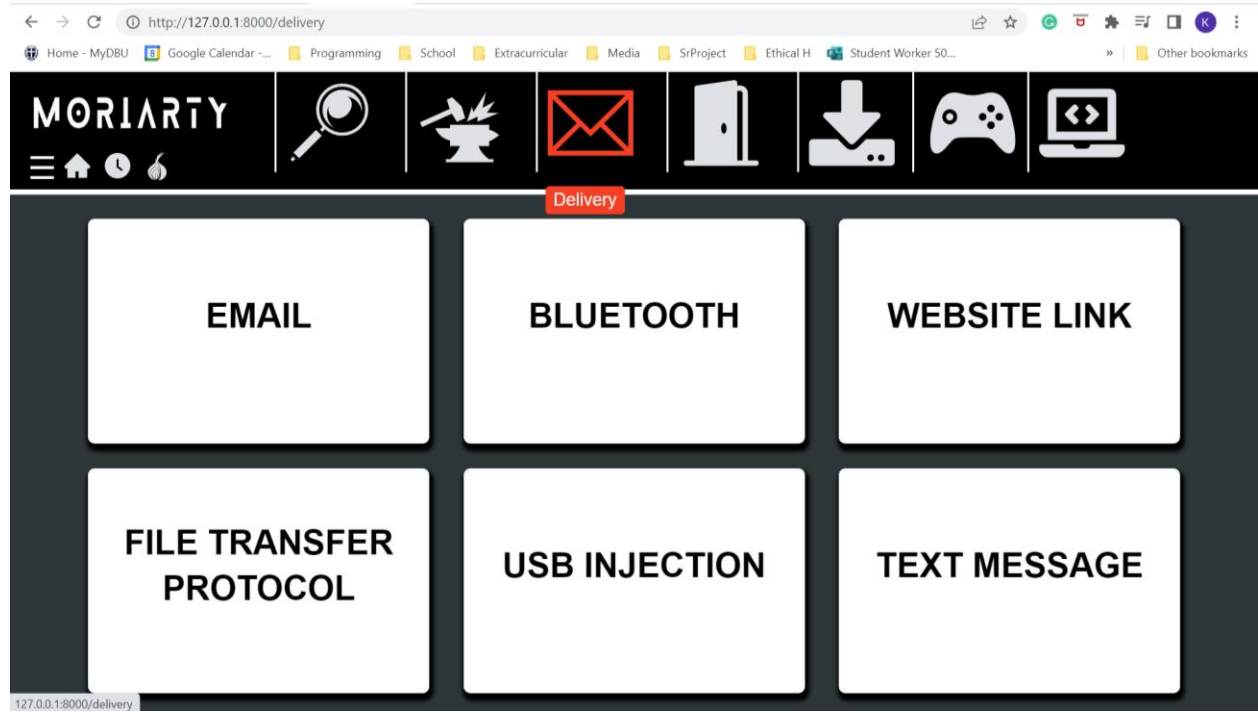 http://127.0.0.1:8000/delivery
Home - MyDBU 8 Google Calendar -... Programming School Extracurricular Media SrProject Ethical H Student Worker 50... » Other bookmarks
K
MORIARTY
Delivery
EMAIL
BLUETOOTH
WEBSITE LINK
FILE TRANSFER
PROTOCOL
USB INJECTION
TEXT MESSAGE
127.0.0.1:8000/delivery